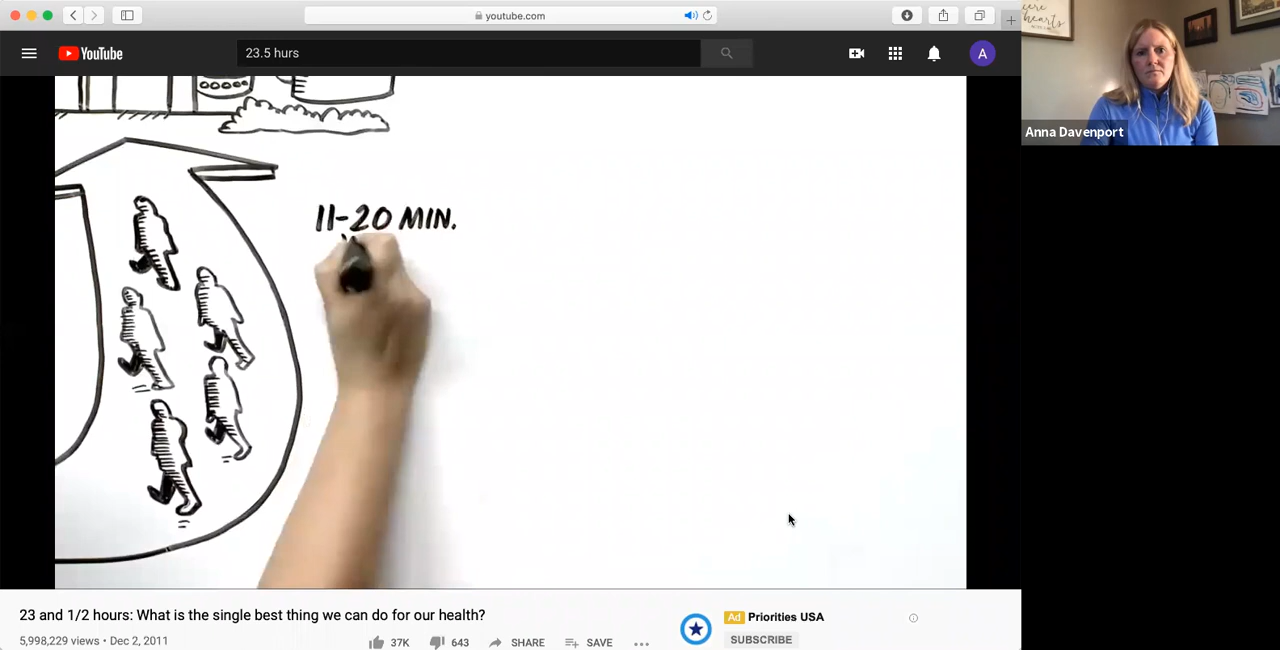 youtube.com
YouTube
23.5 hurs
A
11-20 MIN.
Anna Davenport
23 and 1/2 hours: What is the single best thing we can do for our health?
5,998,229 views • Dec 2, 2011
37K
643
SHARE
SAVE
Ad Priorities USA
SUBSCRIBE